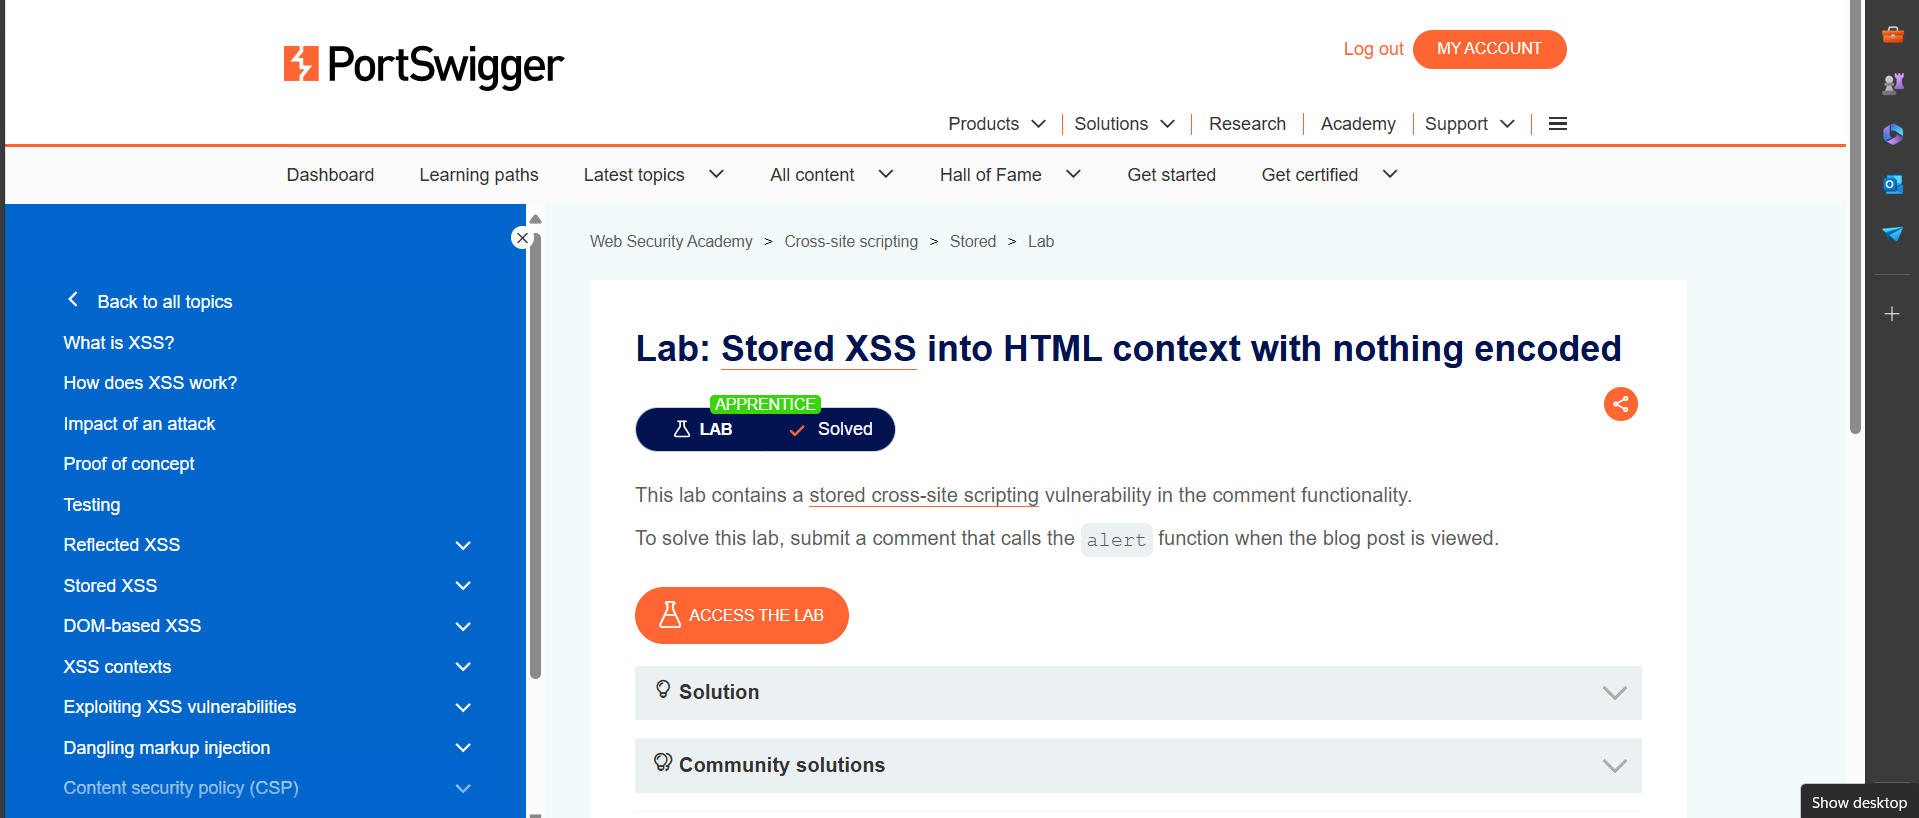 PortSwigger
Log out
MY ACCOUNT
Products
Solutions
Research
Academy
Support
Dashboard
Learning paths
Latest topics
All content
Hall of Fame
Get started
Get certified
Back to all topics
What is XSS?
How does XSS work?
Impact of an attack
Proof of concept
Testing
Reflected XSS
Stored XSS
DOM-based XSS
XSS contexts
Exploiting XSS vulnerabilities
Dangling markup injection
Content security policy (CSP)
Web Security Academy > Cross-site scripting > Stored > Lab
Lab: Stored XSS into HTML context with nothing encoded
APPRENTICE
LAB
Solved
This lab contains a stored cross-site scripting vulnerability in the comment functionality.
To solve this lab, submit a comment that calls the alert function when the blog post is viewed.
ACCESS THE LAB
Solution
Community solutions
Show desktop